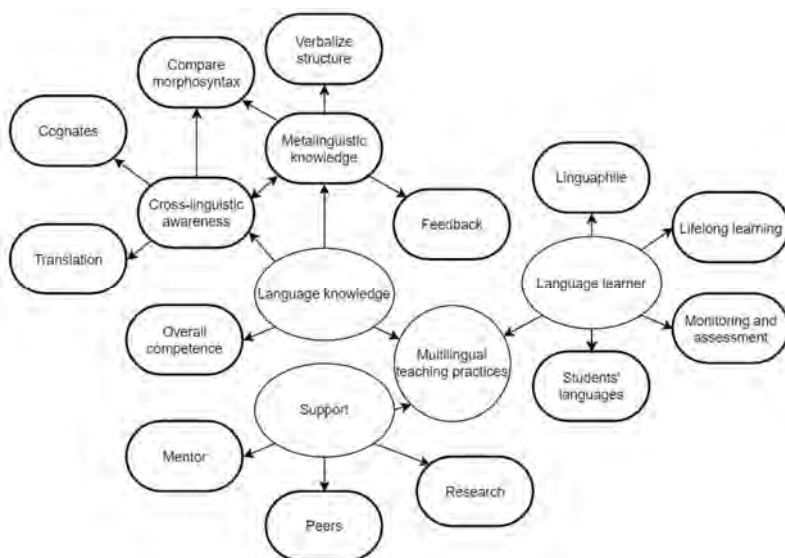 Verbalize
structure
Compare
morphosyntax
Cognates
Metalinguistic
knowledge
Linguaphile
Cross-linguistic
awareness
Feedback
Lifelong learning
Translation
Language knowledge
Language learner
Overall
competence
Multilingual
teaching practices
Monitoring and
assessment
Students'
languages
Support
Mentor
Research
Peers